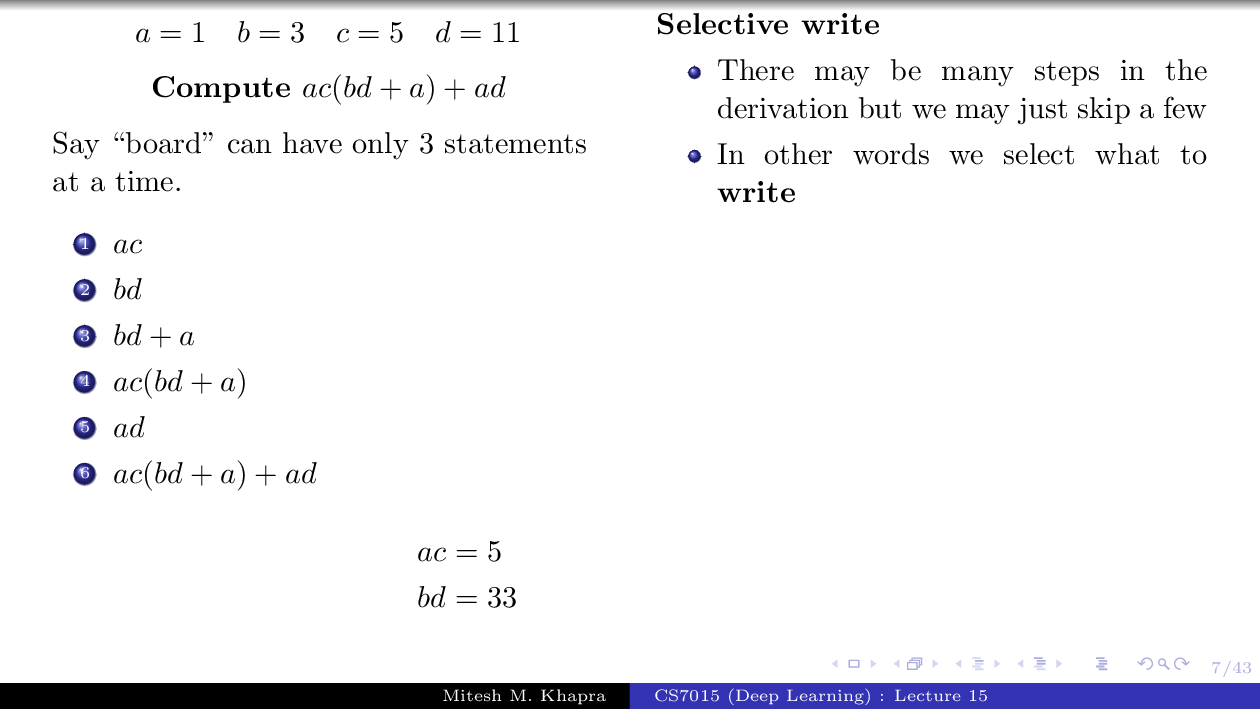 a = 1 b = 3 c = 5 d = 11
Compute ac(bd + a) + ad
Say “board” can have only 3 statements
at a time.
1 ac
2 bd
3 bd + a
4 ac(bd + a)
5 ad
6 ac(bd + a) + ad
ac = 5
bd = 33
Selective write
There may be many steps in the
derivation but we may just skip a few
In other words we select what to
write
7/43
Mitesh M. Khapra
CS7015 (Deep Learning) : Lecture 15